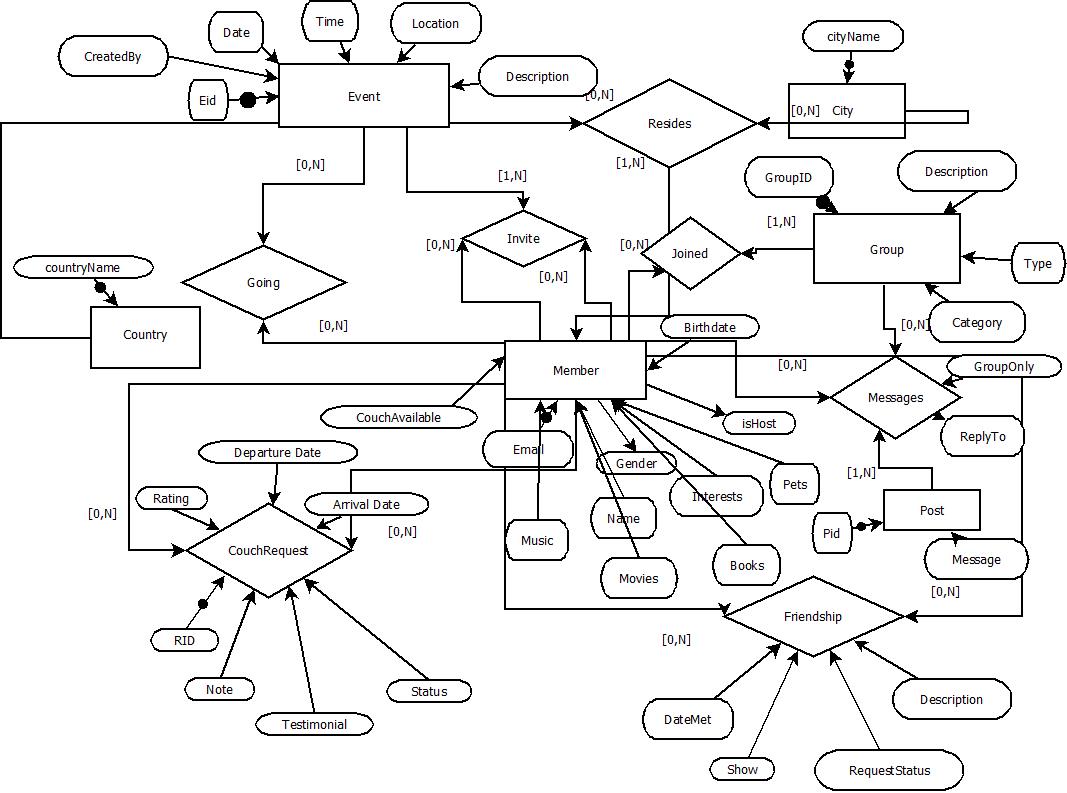 Time
Location
Date
cityName
CreatedBy
Description
Event
Eid
[0,N]
[0,N]
City
Resides
[0,N]
[1,N]
[1,N]
GroupID
Description
[1,N]
[0,N]
Invite
[0,N]
Joined
Group
Type
countryName
[0,N]
Going
Country
[0,N]
Birthdate
[0,N]
Category
Member
[0,N]
GroupOnly
Messages
CouchAvailable
isHost
ReplyTo
Email
Departure Date
Gender
[1,N]
Pets
Rating
Arrival Date
Interests
[0,N]
Name
Post
[0,N]
Pid
Music
CouchRequest
Message
Books
Movies
[0,N]
Friendship
RID
[0,N]
Note
Status
Description
Testimonial
DateMet
Show
RequestStatus